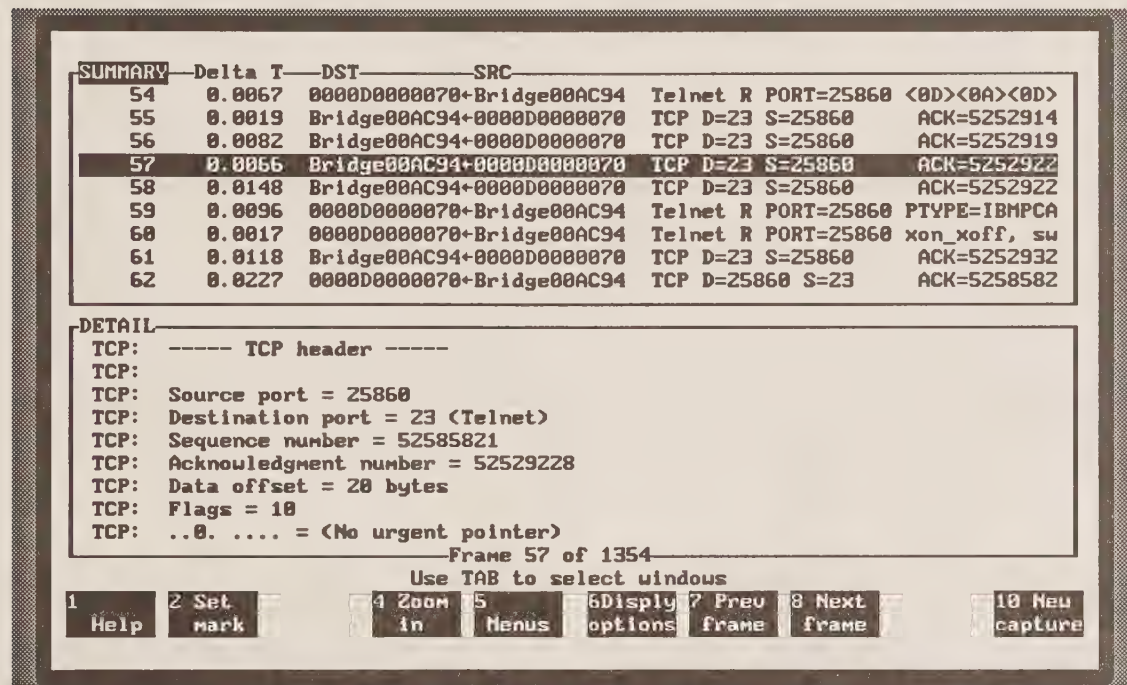 SUMMARY—Delta T—DST—SRC
54 0.0067 0000D0000070←Bridge00AC94 Telnet R PORT=25860 <0D><0A><0D>
55 0.0019 Bridge00AC94←0000D0000070 TCP D=23 S=25860 ACK=5252914
56 0.0082 Bridge00AC94←0000D0000070 TCP D=23 S=25860 ACK=5252919
57 0.0066 Bridge00AC94←0000D0000070 TCP D=23 S=25860 ACK=5252922
58 0.0148 Bridge00AC94←0000D0000070 TCP D=23 S=25860 ACK=5252922
59 0.0096 0000D0000070←Bridge00AC94 Telnet R PORT=25860 PTYPE=IBMPCA
60 0.0017 0000D0000070←Bridge00AC94 Telnet R PORT=25860 xon_xoff, sw
61 0.0118 Bridge00AC94←0000D0000070 TCP D=23 S=25860 ACK=5252932
62 0.0227 0000D0000070←Bridge00AC94 TCP D=25860 S=23 ACK=5258582
DETAIL
TCP: ----- TCP header -----
TCP:
TCP: Source port = 25860
TCP: Destination port = 23 (Telnet)
TCP: Sequence number = 52585821
TCP: Acknowledgment number = 52529228
TCP: Data offset = 20 bytes
TCP: Flags = 10
TCP: ..0. .... = (No urgent pointer)
Frame 57 of 1354
Use TAB to select windows
1 Help 2 Set mark 4 Zoom in 5 Menus 6Disply options 7 Prev frame 8 Next frame 10 New capture